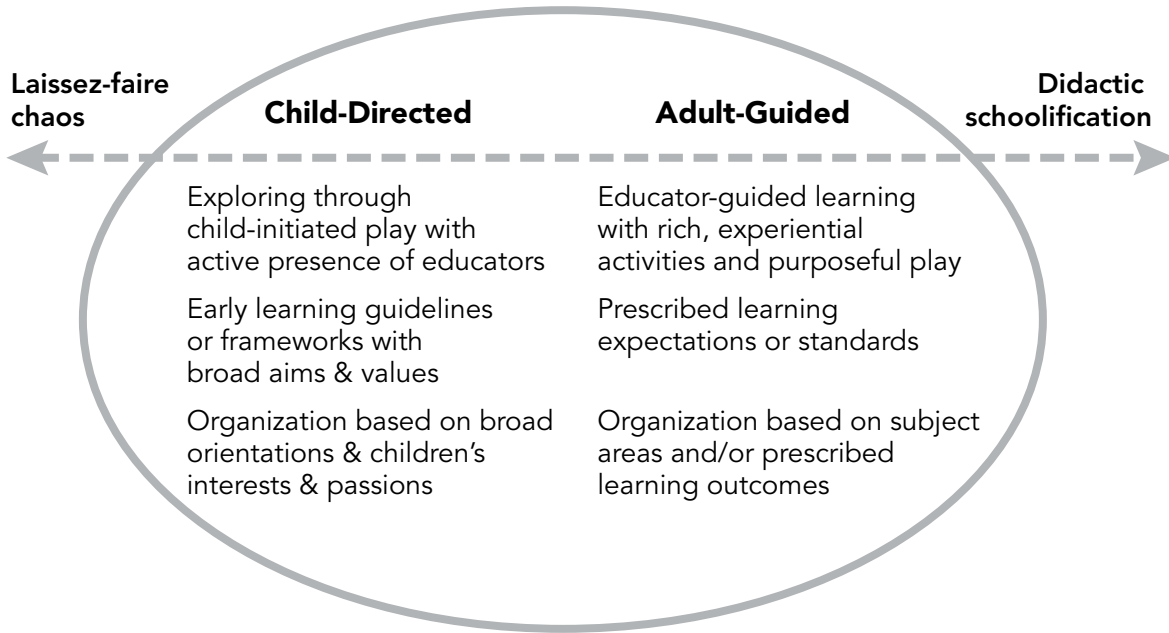 Laissez-faire
chaos
Child-Directed
Adult-Guided
Didactic
schoolification
Exploring through
child-initiated play with
active presence of educators
Early learning guidelines
or frameworks with
broad aims & values
Organization based on broad
orientations & children’s
interests & passions
Educator-guided learning
with rich, experiential
activities and purposeful play
Prescribed learning
expectations or standards
Organization based on subject
areas and/or prescribed
learning outcomes